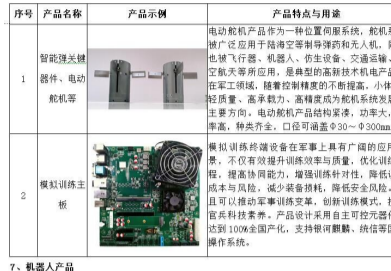 序号 产品名称 产品示例 产品特点与用途
1
智能弹关键
器件、电动
舵机等
电动舵机产品作为一种位置伺服系统，舵机
被广泛应用于陆海空等制导弹药和无人机，
也被飞行器、机器人、仿生设备、交通运输、
空航天等所应用，是典型的高新技术机电产品
在军工领域，随着控制精度的不断提高，小体
轻质量、高承载力、高精度成为舵机系统发展
主要方向。电动舵机产品结构紧凑，功率大，
率高，种类齐全，口径可涵盖Φ30～Φ300mm
2
模拟训练主
板
模拟训练终端设备在军事上具有广阔的应用
景，不仅有效提升训练效率与质量，优化训练
程，提高协同能力，增强训练针对性，降低训
成本与风险，减少装备损耗，降低安全风险。
且可以推动军事训练变革，创新训练模式，
官兵科技素养。产品设计采用自主可控元器件
达到 100%国产化，支持银河麒麟、统信等国
操作系统。
7、机器人产品